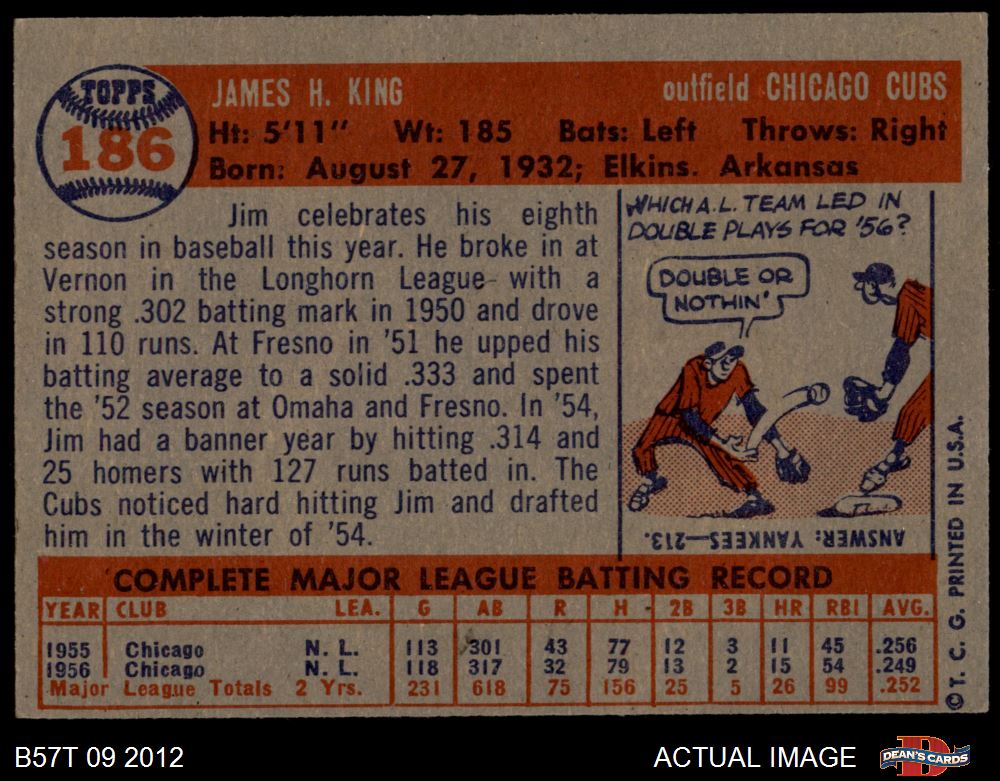 TOPPS
186
JAMES H. KING
outfield CHICAGO CUBS
Ht: 5'11" Wt: 185 Bats: Left Throws: Right
Born: August 27, 1932; Elkins. Arkansas
Jim celebrates his eighth
season in baseball this year. He broke in at
Vernon in the Longhorn League with a
strong .302 batting mark in 1950 and drove
in 110 runs. At Fresno in '51 he upped his
batting average to a solid .333 and spent
the '52 season at Omaha and Fresno. In '54,
Jim had a banner year by hitting .314 and
25 homers with 127 runs batted in. The
Cubs noticed hard hitting Jim and drafted
him in the winter of '54.
WHICH A.L. TEAM LED IN
DOUBLE PLAYS FOR '56?
DOUBLE OR
NOTHIN'
ANSWER: YANKEES—213.
COMPLETE MAJOR LEAGUE BATTING RECORD
YEAR CLUB LEA. G AB R H 2B 3B HR RBI AVG.
1955 Chicago N. L. 113 301 43 77 12 3 11 45 .256
1956 Chicago N. L. 118 317 32 79 13 2 15 54 .249
Major League Totals 2 Yrs. 231 618 75 156 25 5 26 99 .252
© T. C. G. PRINTED IN U.S.A.
B57T 09 2012
ACTUAL IMAGE
DEAN'S CARDS